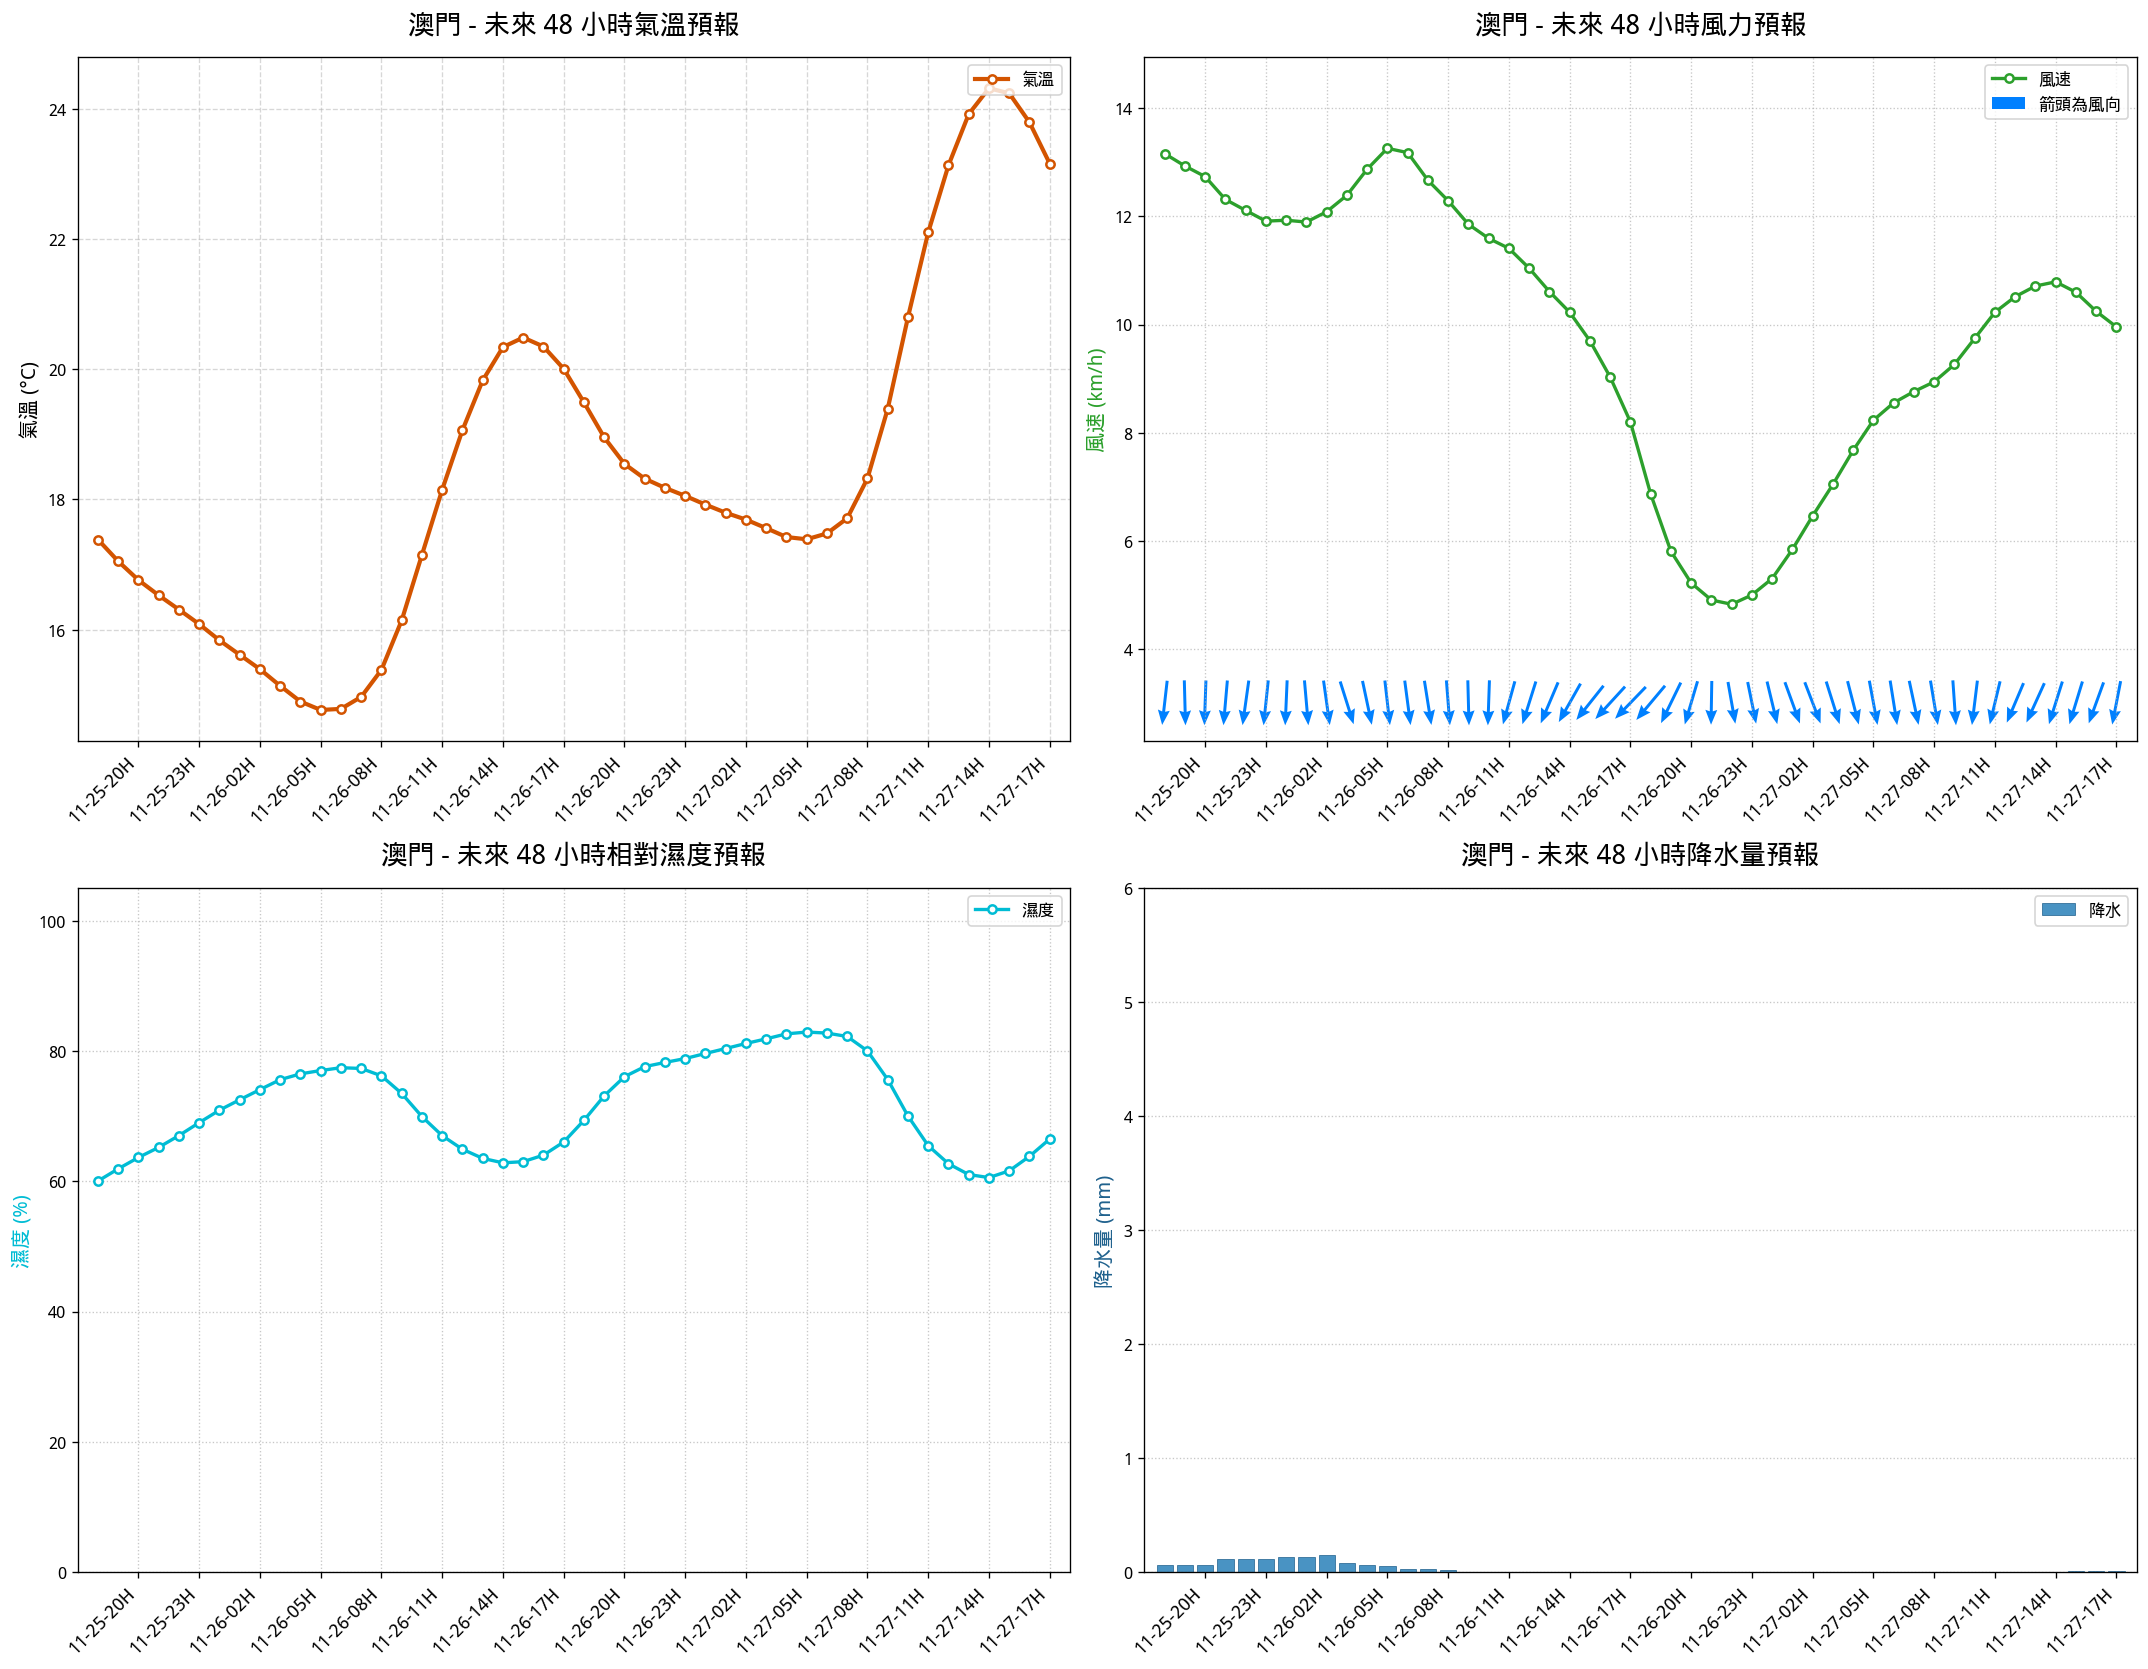 澳門 - 未來 48 小時氣溫預報
氣溫
氣溫 (°C)
24
22
20
18
16
11-25-20H
11-25-23H
11-26-02H
11-26-05H
11-26-08H
11-26-11H
11-26-14H
11-26-17H
11-26-20H
11-26-23H
11-27-02H
11-27-05H
11-27-08H
11-27-11H
11-27-14H
11-27-17H
澳門 - 未來 48 小時風力預報
風速
箭頭為風向
風速 (km/h)
14
12
10
8
6
4
11-25-20H
11-25-23H
11-26-02H
11-26-05H
11-26-08H
11-26-11H
11-26-14H
11-26-17H
11-26-20H
11-26-23H
11-27-02H
11-27-05H
11-27-08H
11-27-11H
11-27-14H
11-27-17H
澳門 - 未來 48 小時相對濕度預報
濕度
濕度 (%)
100
80
60
40
20
0
11-25-20H
11-25-23H
11-26-02H
11-26-05H
11-26-08H
11-26-11H
11-26-14H
11-26-17H
11-26-20H
11-26-23H
11-27-02H
11-27-05H
11-27-08H
11-27-11H
11-27-14H
11-27-17H
澳門 - 未來 48 小時降水量預報
降水
降水量 (mm)
6
5
4
3
2
1
0
11-25-20H
11-25-23H
11-26-02H
11-26-05H
11-26-08H
11-26-11H
11-26-14H
11-26-17H
11-26-20H
11-26-23H
11-27-02H
11-27-05H
11-27-08H
11-27-11H
11-27-14H
11-27-17H